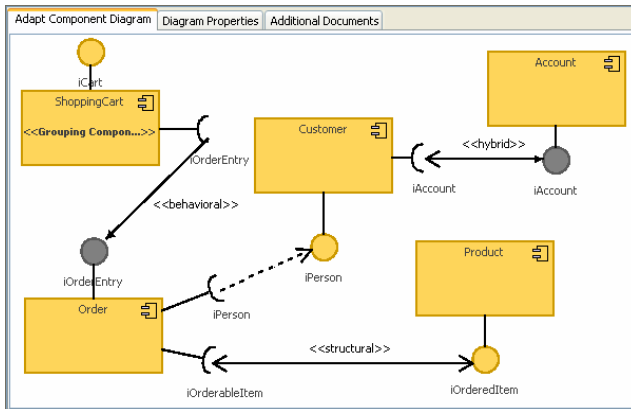 Adapt Component Diagram Diagram Properties Additional Documents
iCart
ShoppingCart
<<Grouping Compon...>>
iOrderEntry
Customer
Account
<<hybrid>>
iAccount
iAccount
<<behavioral>>
iOrderEntry
Order
iPerson
iPerson
Product
<<structural>>
iOrderableItem
iOrderedItem